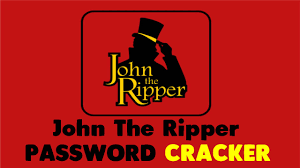 John
the
Ripper
John The Ripper
PASSWORD CRACKER